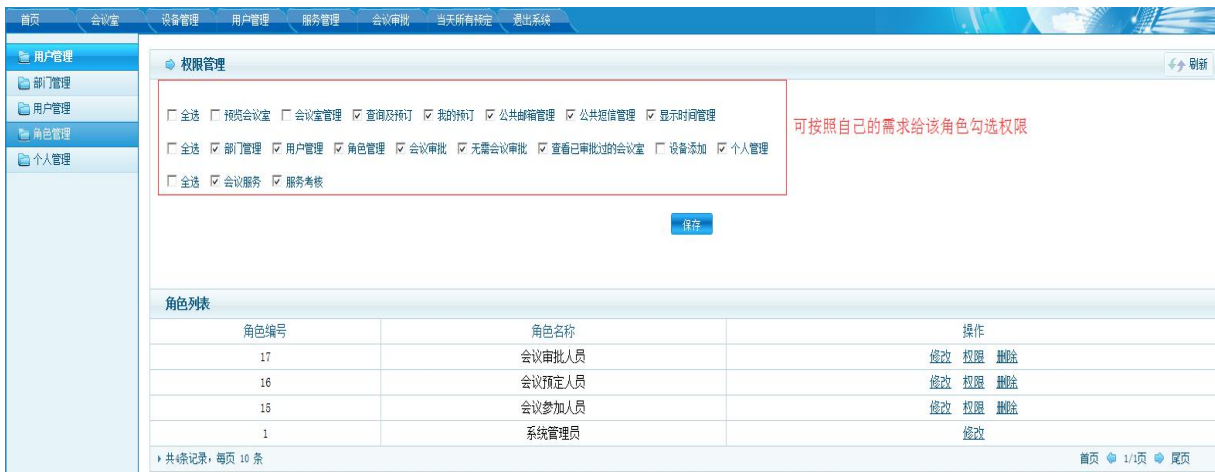 首页 会议室 设备管理 用户管理 服务管理 会议审批 当天所有预定 退出系统
用户管理
部门管理
用户管理
角色管理
个人管理
权限管理 刷新
全选 预览会议室 会议室管理 查询及预订 我的预订 公共邮箱管理 公共短信管理 显示时间管理
可按照自己的需求给该角色勾选权限
全选 部门管理 用户管理 角色管理 会议审批 无需会议审批 查看已审批过的会议室 设备添加 个人管理
全选 会议服务 服务考核
保存
角色列表
角色编号 角色名称 操作
17 会议审批人员 修改 权限 删除
16 会议预定人员 修改 权限 删除
15 会议参加人员 修改 权限 删除
1 系统管理员 修改
共4条记录，每页 10 条 首页 1/1页 尾页